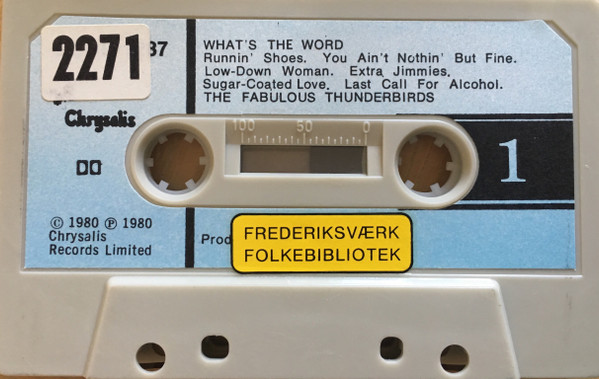 2271
37
WHAT'S THE WORD
Runnin' Shoes. You Ain't Nothin' But Fine.
Low-Down Woman. Extra Jimmies.
Sugar-Coated Love. Last Call For Alcohol.
THE FABULOUS THUNDERBIRDS
Chrysalis
100 50 0
1
© 1980 ℗ 1980
Chrysalis
Records Limited
Prod
FREDERIKSVÆRK
FOLKEBIBLIOTEK